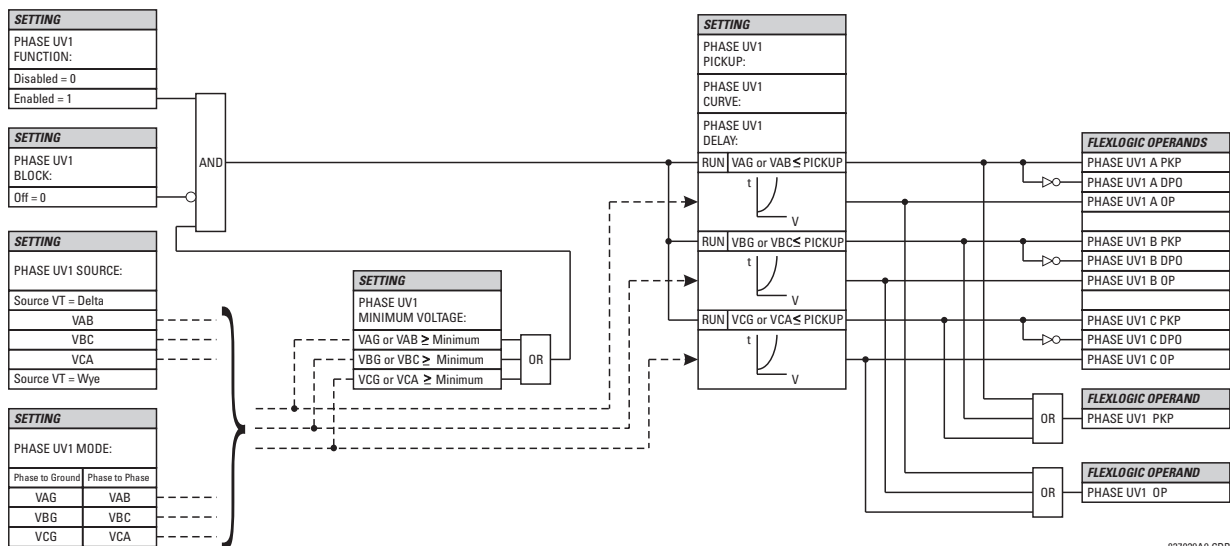 SETTING
PHASE UV1
FUNCTION:
Disabled = 0
Enabled = 1
SETTING
PHASE UV1
BLOCK:
Off = 0
AND
SETTING
PHASE UV1 SOURCE:
Source VT = Delta
VAB
VBC
VCA
Source VT = Wye
SETTING
PHASE UV1 MODE:
Phase to Ground Phase to Phase
VAG VAB
VBG VBC
VCG VCA
SETTING
PHASE UV1
MINIMUM VOLTAGE:
VAG or VAB ≥ Minimum
VBG or VBC ≥ Minimum
VCG or VCA ≥ Minimum
OR
SETTING
PHASE UV1
PICKUP:
PHASE UV1
CURVE:
PHASE UV1
DELAY:
RUN VAG or VAB ≤ PICKUP
t
V
RUN VBG or VBC ≤ PICKUP
t
V
RUN VCG or VCA ≤ PICKUP
t
V
FLEXLOGIC OPERANDS
PHASE UV1 A PKP
PHASE UV1 A DPO
PHASE UV1 A OP
PHASE UV1 B PKP
PHASE UV1 B DPO
PHASE UV1 B OP
PHASE UV1 C PKP
PHASE UV1 C DPO
PHASE UV1 C OP
OR
FLEXLOGIC OPERAND
PHASE UV1 PKP
OR
FLEXLOGIC OPERAND
PHASE UV1 OP